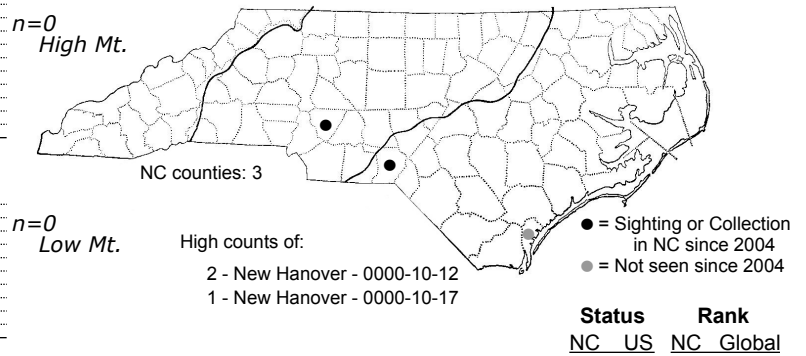 n=0
High Mt.
NC counties: 3
n=0
Low Mt.
High counts of:
2 - New Hanover - 0000-10-12
1 - New Hanover - 0000-10-17
● = Sighting or Collection
in NC since 2004
● = Not seen since 2004
Status Rank
NC US NC Global